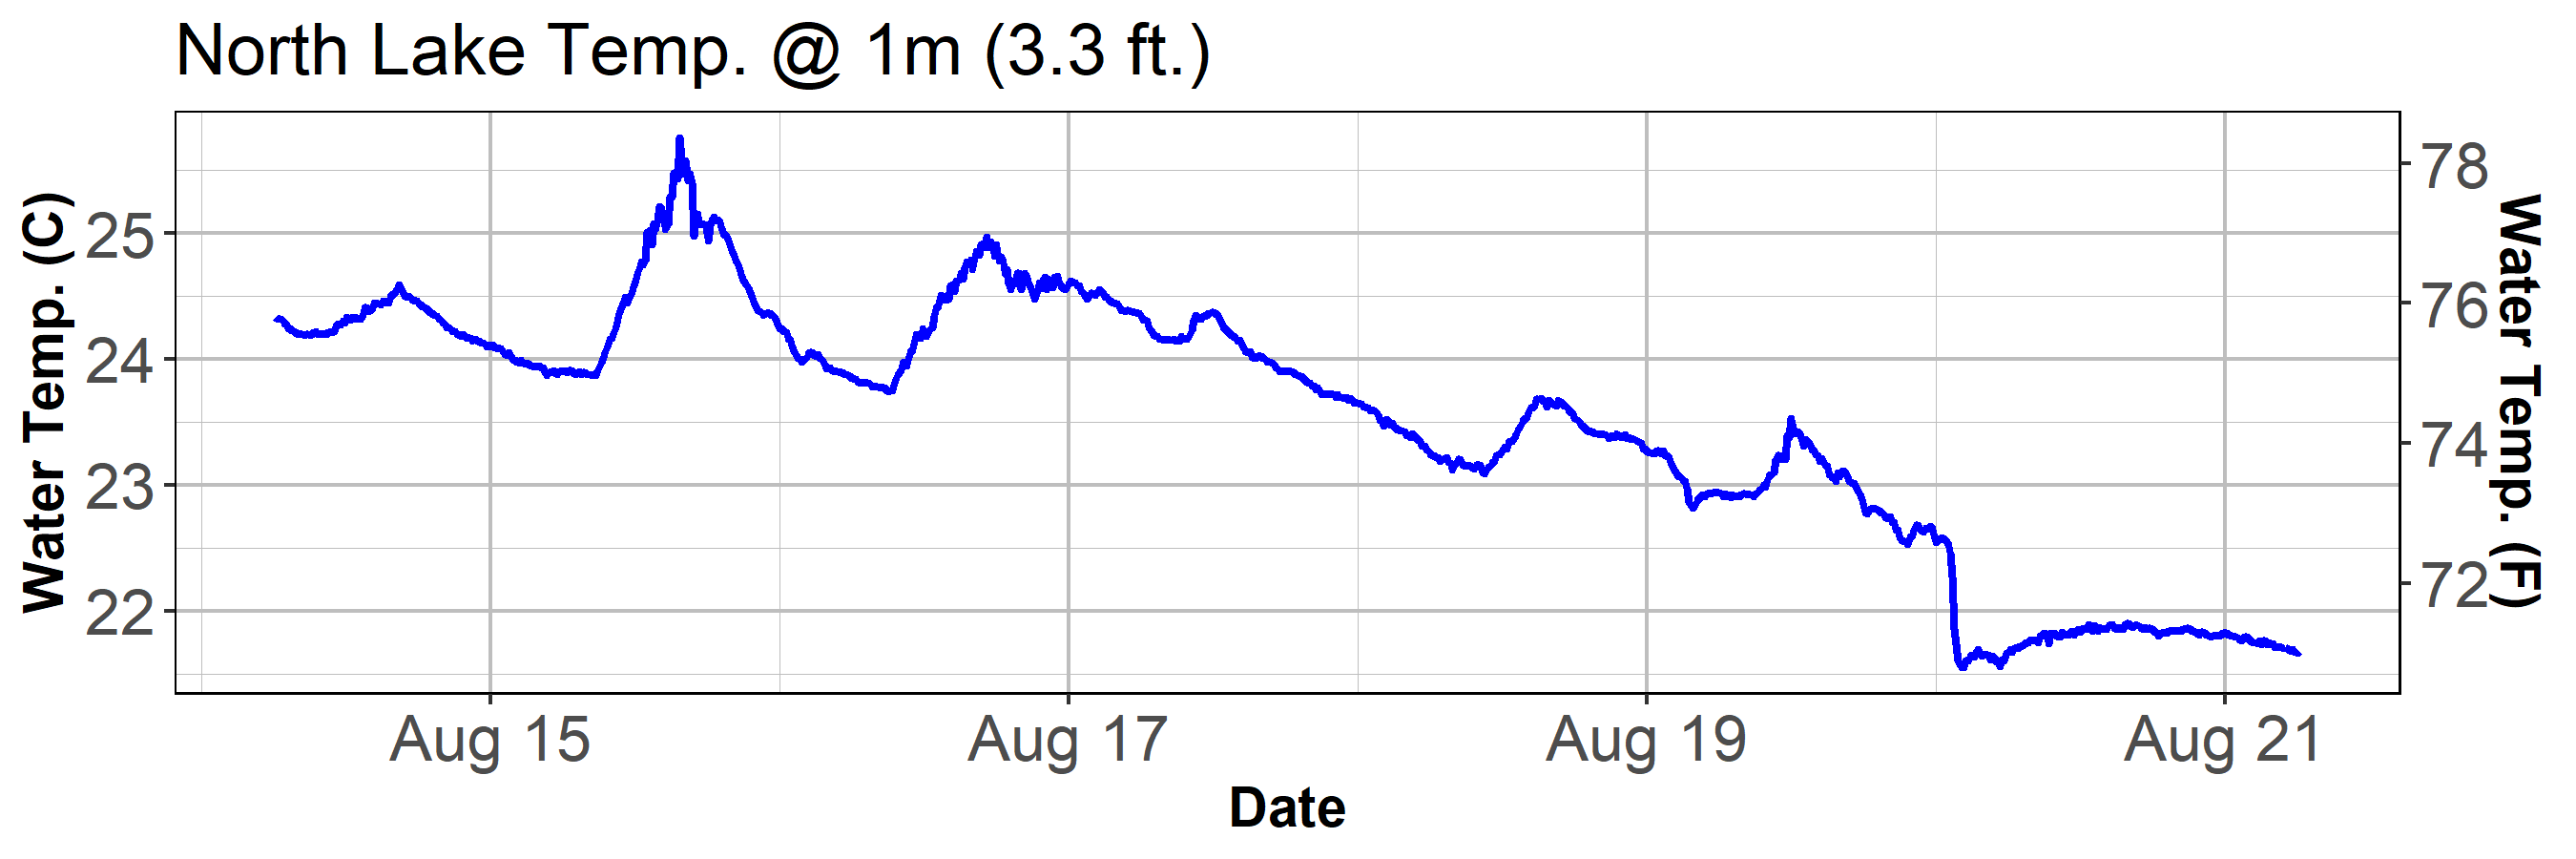 North Lake Temp. @ 1m (3.3 ft.)
Water Temp. (C)
25
24
23
22
78
76
74
72
Water Temp. (F)
Aug 15 Aug 17 Aug 19 Aug 21
Date